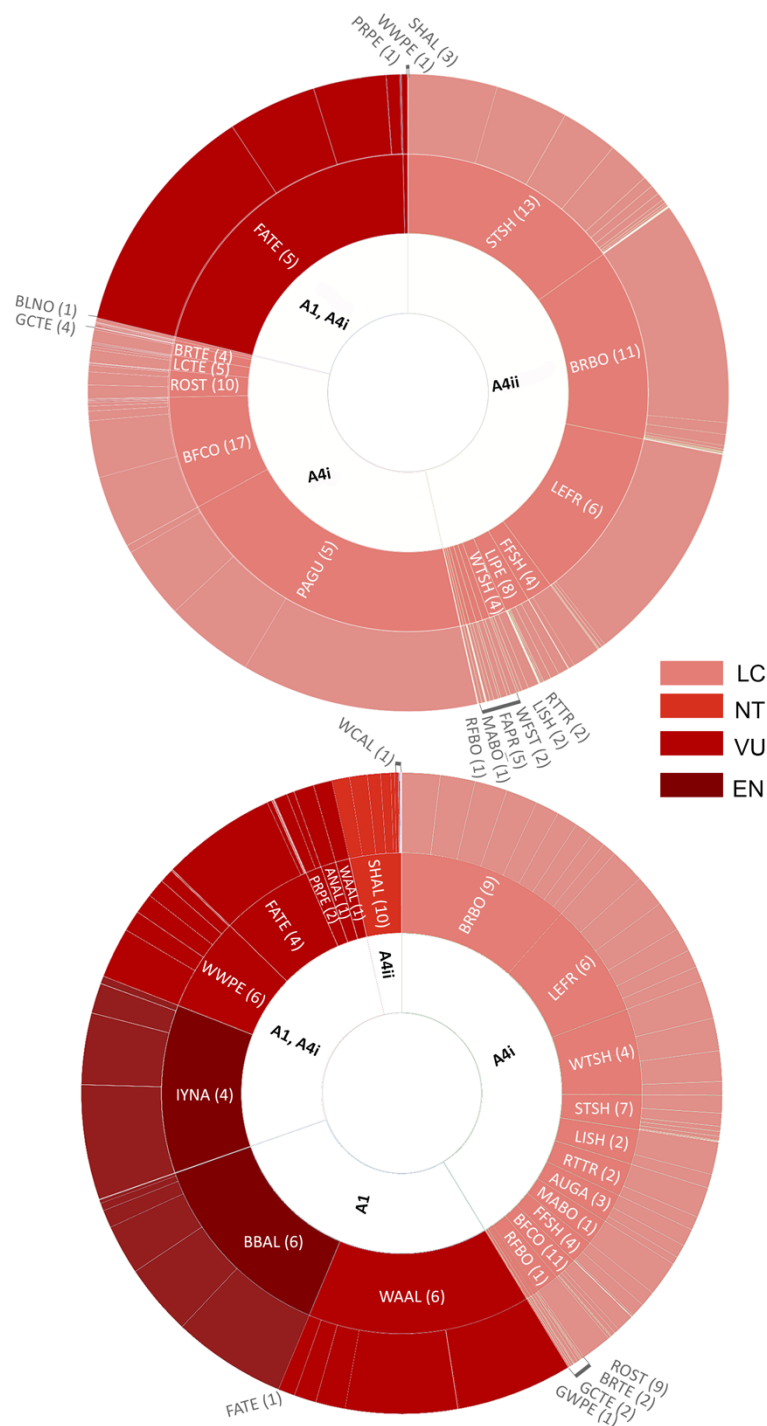 SHAL (3)
WWPE (1)
PRPE (1)
STSH (13)
FATE (5)
A1, A4i
A4ii
BRBO (11)
BLNO (1)
GCTE (4)
BRTE (4)
LCTE (5)
ROST (10)
BFCO (17)
A4i
LEFR (6)
PAGU (5)
FFSH (4)
LIPE (8)
WTSH (4)
RTTR (2)
LISH (2)
WFST (2)
FAPR (5)
MABO (1)
RFBO (1)
LC
NT
VU
EN
WCAL (1)
SHAL (10)
BRBO (9)
WAAL (1)
ANAL (1)
PRPE (2)
FATE (4)
LEFR (6)
WWPE (6)
A4ii
A1, A4i
A4i
WTSH (4)
IYNA (4)
STSH (7)
LISH (2)
RTTR (2)
AUGA (3)
MABO (1)
FFSH (4)
BFCO (11)
RFBO (1)
A1
BBAL (6)
WAAL (6)
FATE (1)
ROST (9)
BRTE (2)
GCTE (2)
GWPE (1)